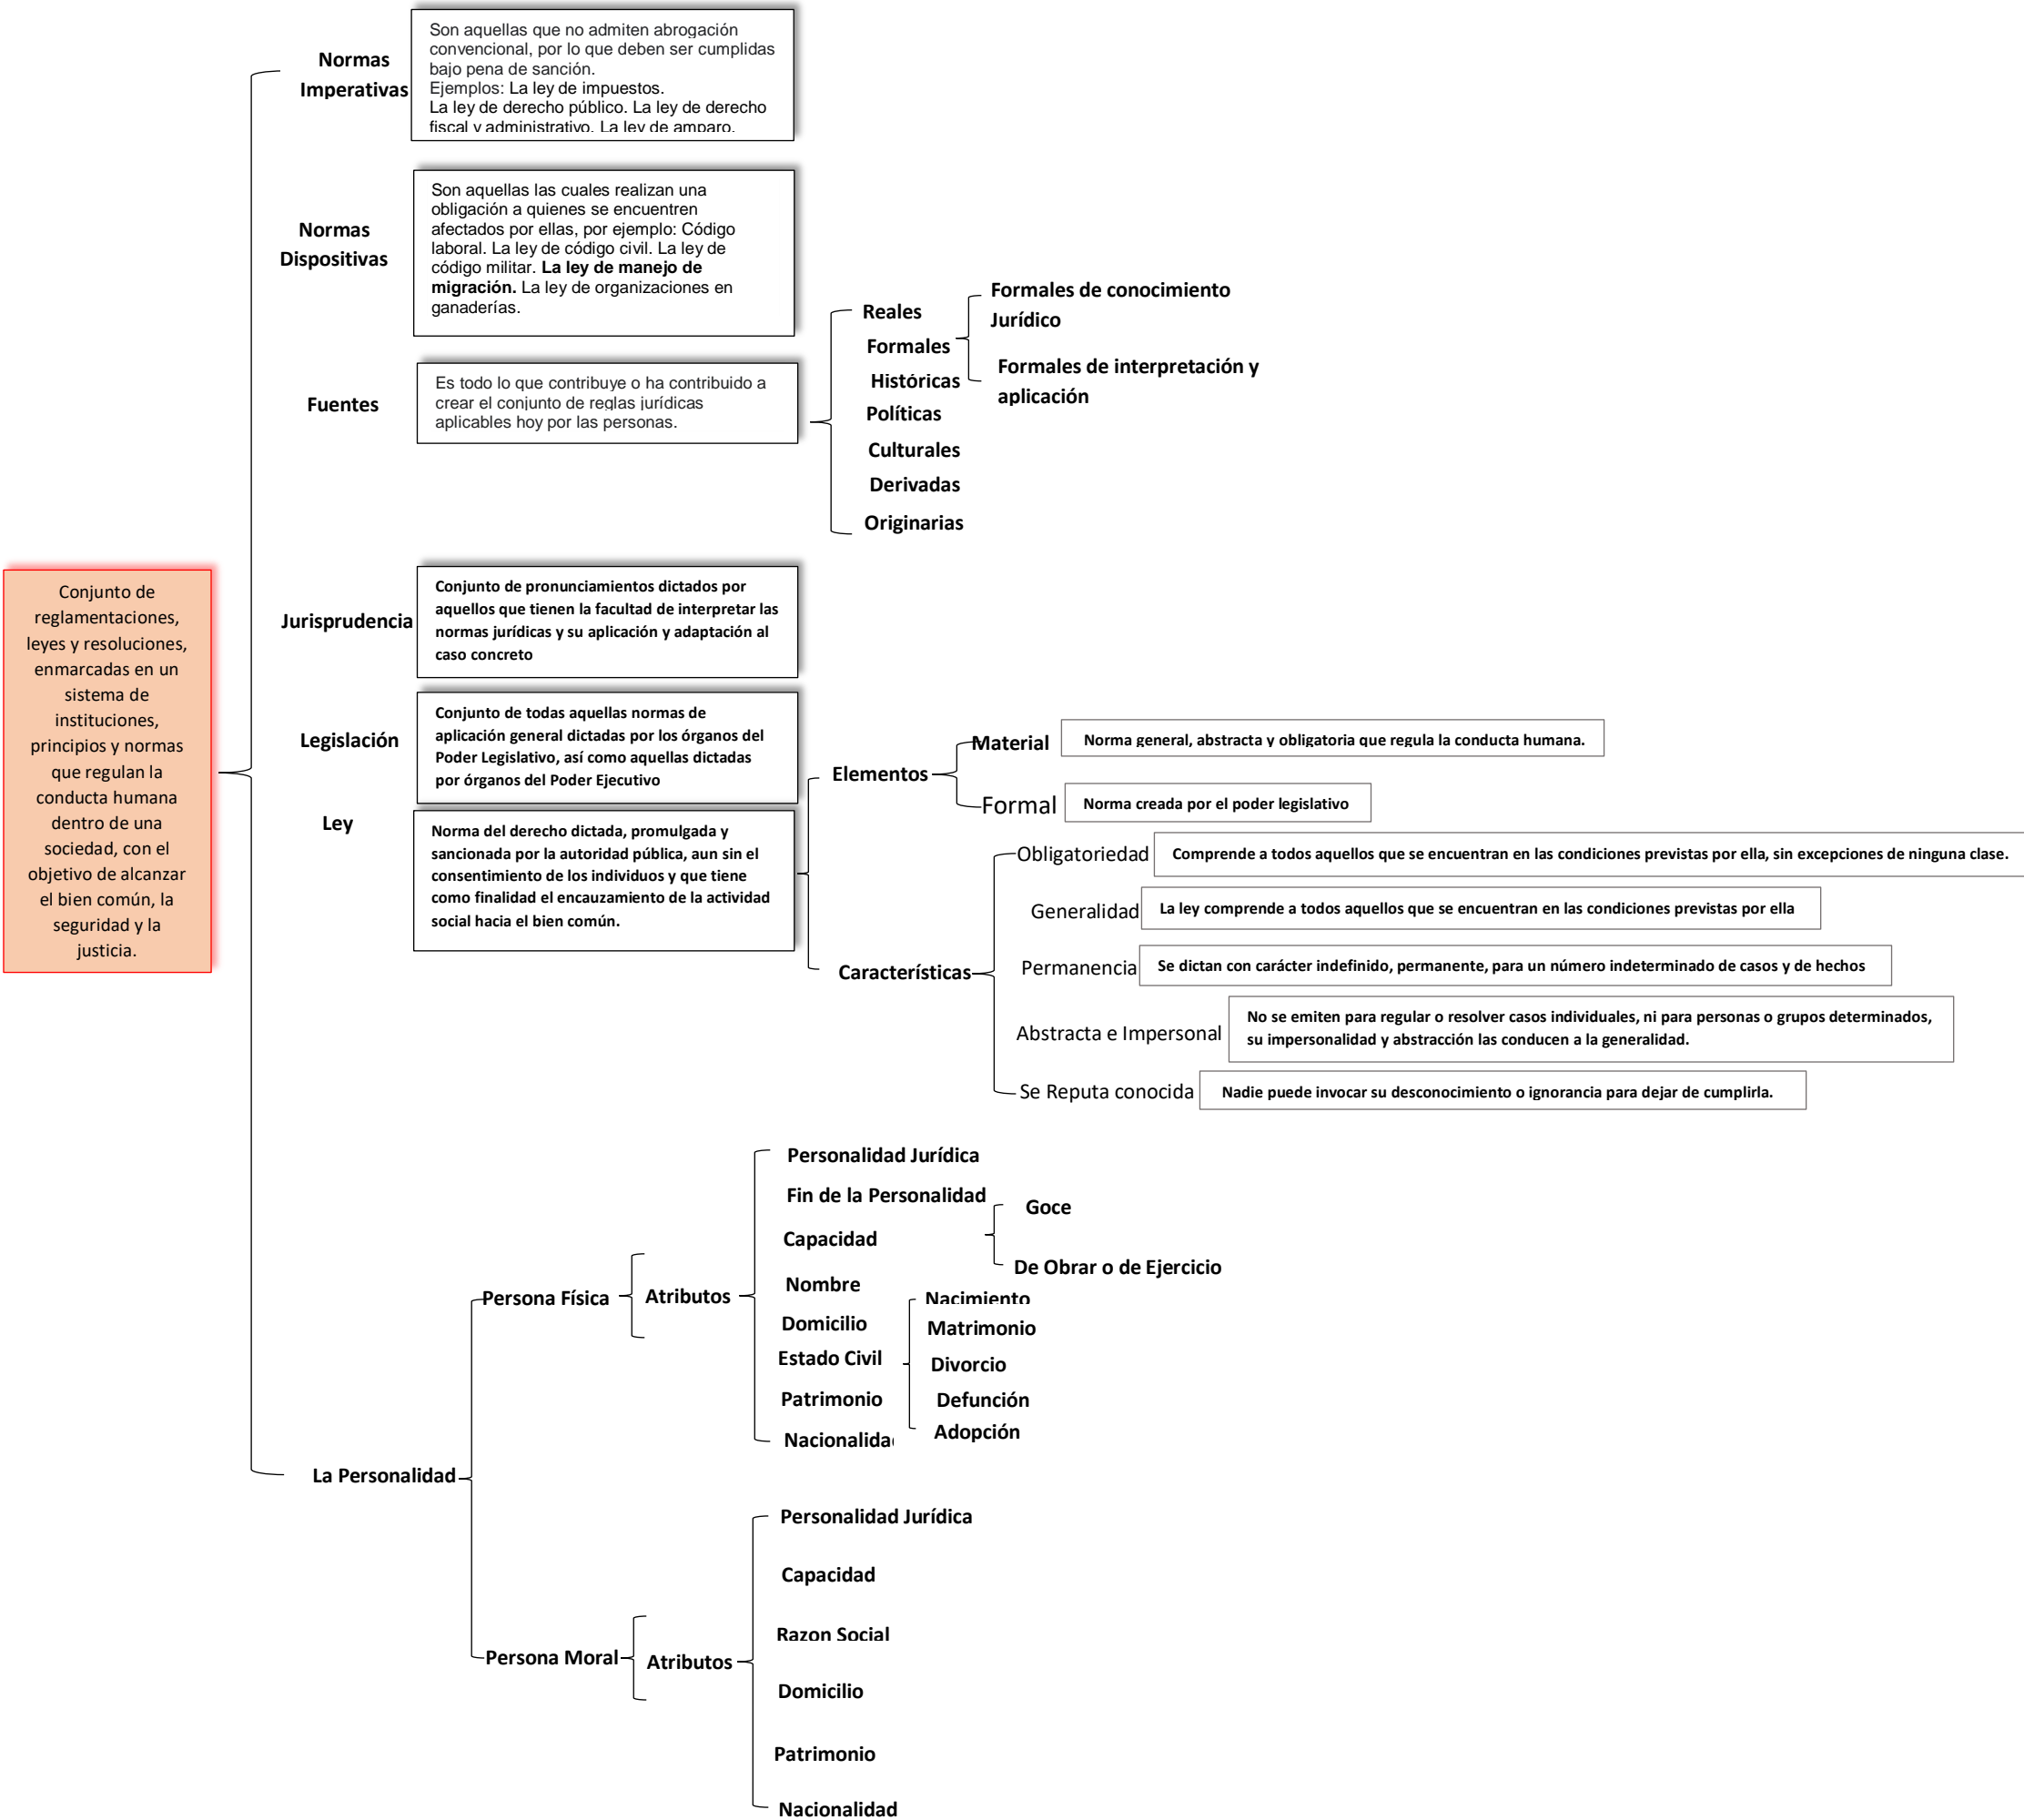 Conjunto de
reglamentaciones,
leyes y resoluciones,
enmarcadas en un
sistema de
instituciones,
principios y normas
que regulan la
conducta humana
dentro de una
sociedad, con el
objetivo de alcanzar
el bien común, la
seguridad y la
justicia.
Normas
Imperativas
Son aquellas que no admiten abrogación
convencional, por lo que deben ser cumplidas
bajo pena de sanción.
Ejemplos: La ley de impuestos.
La ley de derecho público. La ley de derecho
fiscal y administrativo. La ley de amparo.
Normas
Dispositivas
Son aquellas las cuales realizan una
obligación a quienes se encuentren
afectados por ellas, por ejemplo: Código
laboral. La ley de código civil. La ley de
código militar. La ley de manejo de
migración. La ley de organizaciones en
ganaderías.
Fuentes
Es todo lo que contribuye o ha contribuido a
crear el conjunto de reglas jurídicas
aplicables hoy por las personas.
Reales
Formales
Históricas
Políticas
Culturales
Derivadas
Originarias
Formales de conocimiento
Jurídico
Formales de interpretación y
aplicación
Jurisprudencia
Conjunto de pronunciamientos dictados por
aquellos que tienen la facultad de interpretar las
normas jurídicas y su aplicación y adaptación al
caso concreto
Legislación
Conjunto de todas aquellas normas de
aplicación general dictadas por los órganos del
Poder Legislativo, así como aquellas dictadas
por órganos del Poder Ejecutivo
Ley
Norma del derecho dictada, promulgada y
sancionada por la autoridad pública, aun sin el
consentimiento de los individuos y que tiene
como finalidad el encauzamiento de la actividad
social hacia el bien común.
Elementos
Material
Norma general, abstracta y obligatoria que regula la conducta humana.
Formal
Norma creada por el poder legislativo
Características
Obligatoriedad
Comprende a todos aquellos que se encuentran en las condiciones previstas por ella, sin excepciones de ninguna clase.
Generalidad
La ley comprende a todos aquellos que se encuentran en las condiciones previstas por ella
Permanencia
Se dictan con carácter indefinido, permanente, para un número indeterminado de casos y de hechos
Abstracta e Impersonal
No se emiten para regular o resolver casos individuales, ni para personas o grupos determinados,
su impersonalidad y abstracción las conducen a la generalidad.
Se Reputa conocida
Nadie puede invocar su desconocimiento o ignorancia para dejar de cumplirla.
La Personalidad
Persona Física
Atributos
Personalidad Jurídica
Fin de la Personalidad
Capacidad
Goce
De Obrar o de Ejercicio
Nombre
Domicilio
Estado Civil
Nacimiento
Matrimonio
Divorcio
Defunción
Adopción
Patrimonio
Nacionalidad
Persona Moral
Atributos
Personalidad Jurídica
Capacidad
Razon Social
Domicilio
Patrimonio
Nacionalidad